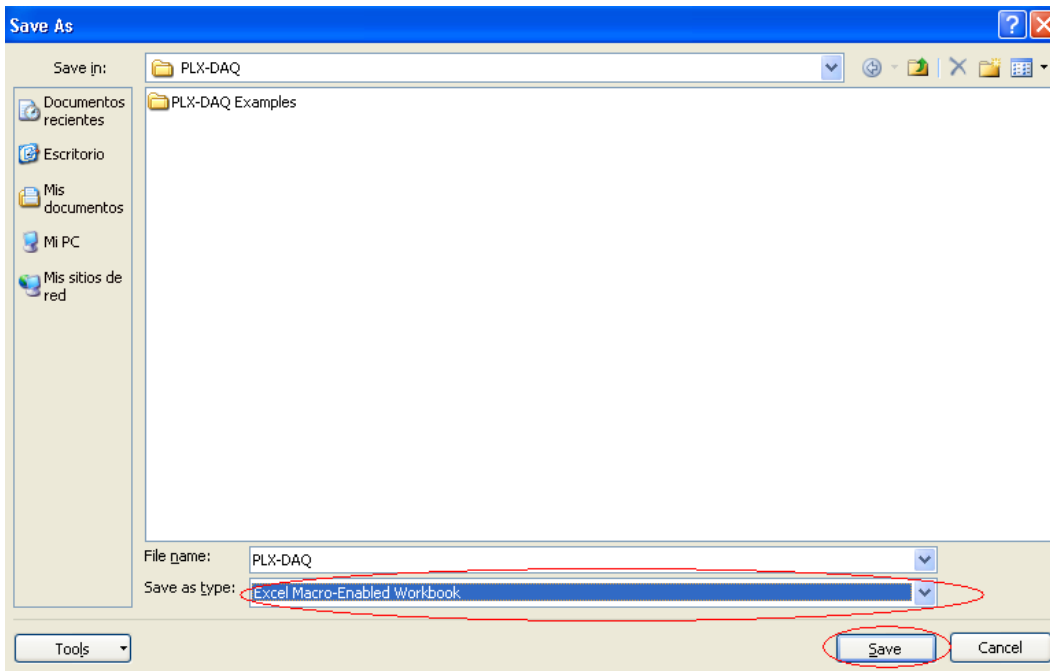 Save As
Save in:
PLX-DAQ
Documentos
recientes
Escritorio
Mis
documentos
Mi PC
Mis sitios de
red
PLX-DAQ Examples
File name:
PLX-DAQ
Save as type:
Excel Macro-Enabled Workbook
Tools
Save
Cancel